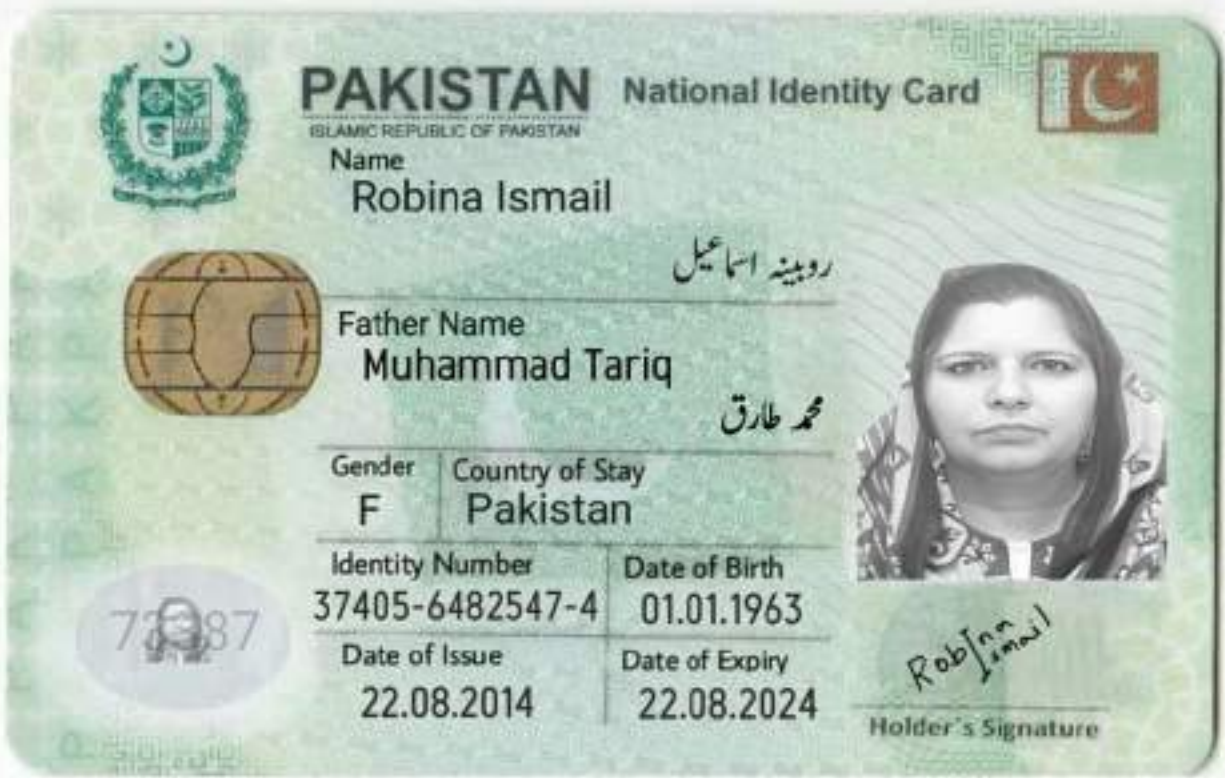 PAKISTAN National Identity Card
ISLAMIC REPUBLIC OF PAKISTAN
Name
Robina Ismail
روبینہ اسماعیل
Father Name
Muhammad Tariq
محمد طارق
Gender Country of Stay
F Pakistan
Identity Number Date of Birth
37405-6482547-4 01.01.1963
Date of Issue Date of Expiry
22.08.2014 22.08.2024
Robina Ismail
Holder's Signature